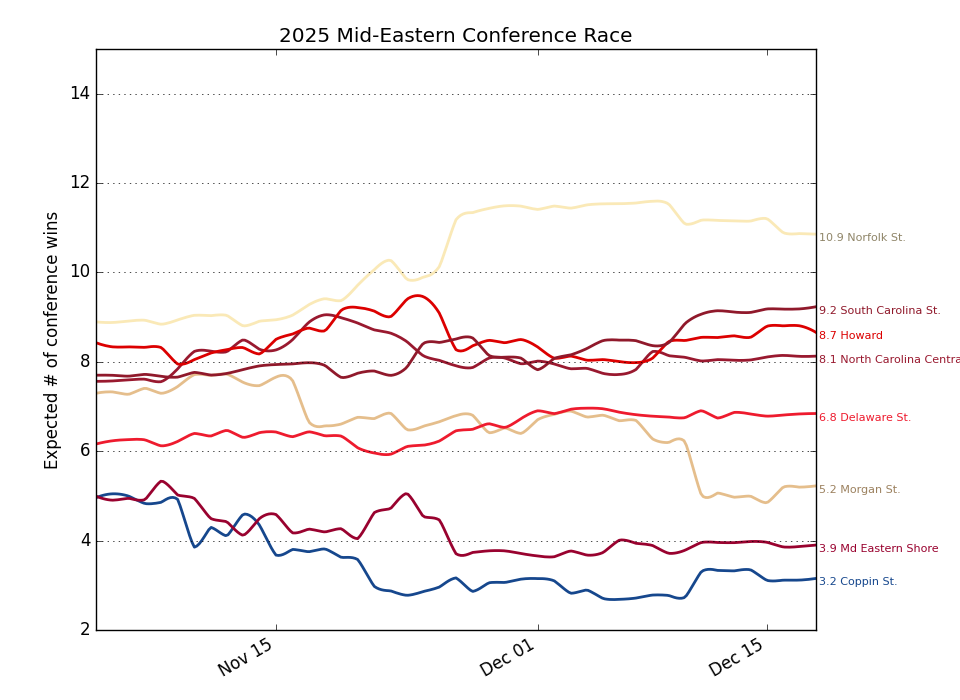 2025 Mid-Eastern Conference Race
Expected # of conference wins
14
12
10
8
6
4
2
Nov 15
Dec 01
Dec 15
10.9 Norfolk St.
9.2 South Carolina St.
8.7 Howard
8.1 North Carolina Centra
6.8 Delaware St.
5.2 Morgan St.
3.9 Md Eastern Shore
3.2 Coppin St.